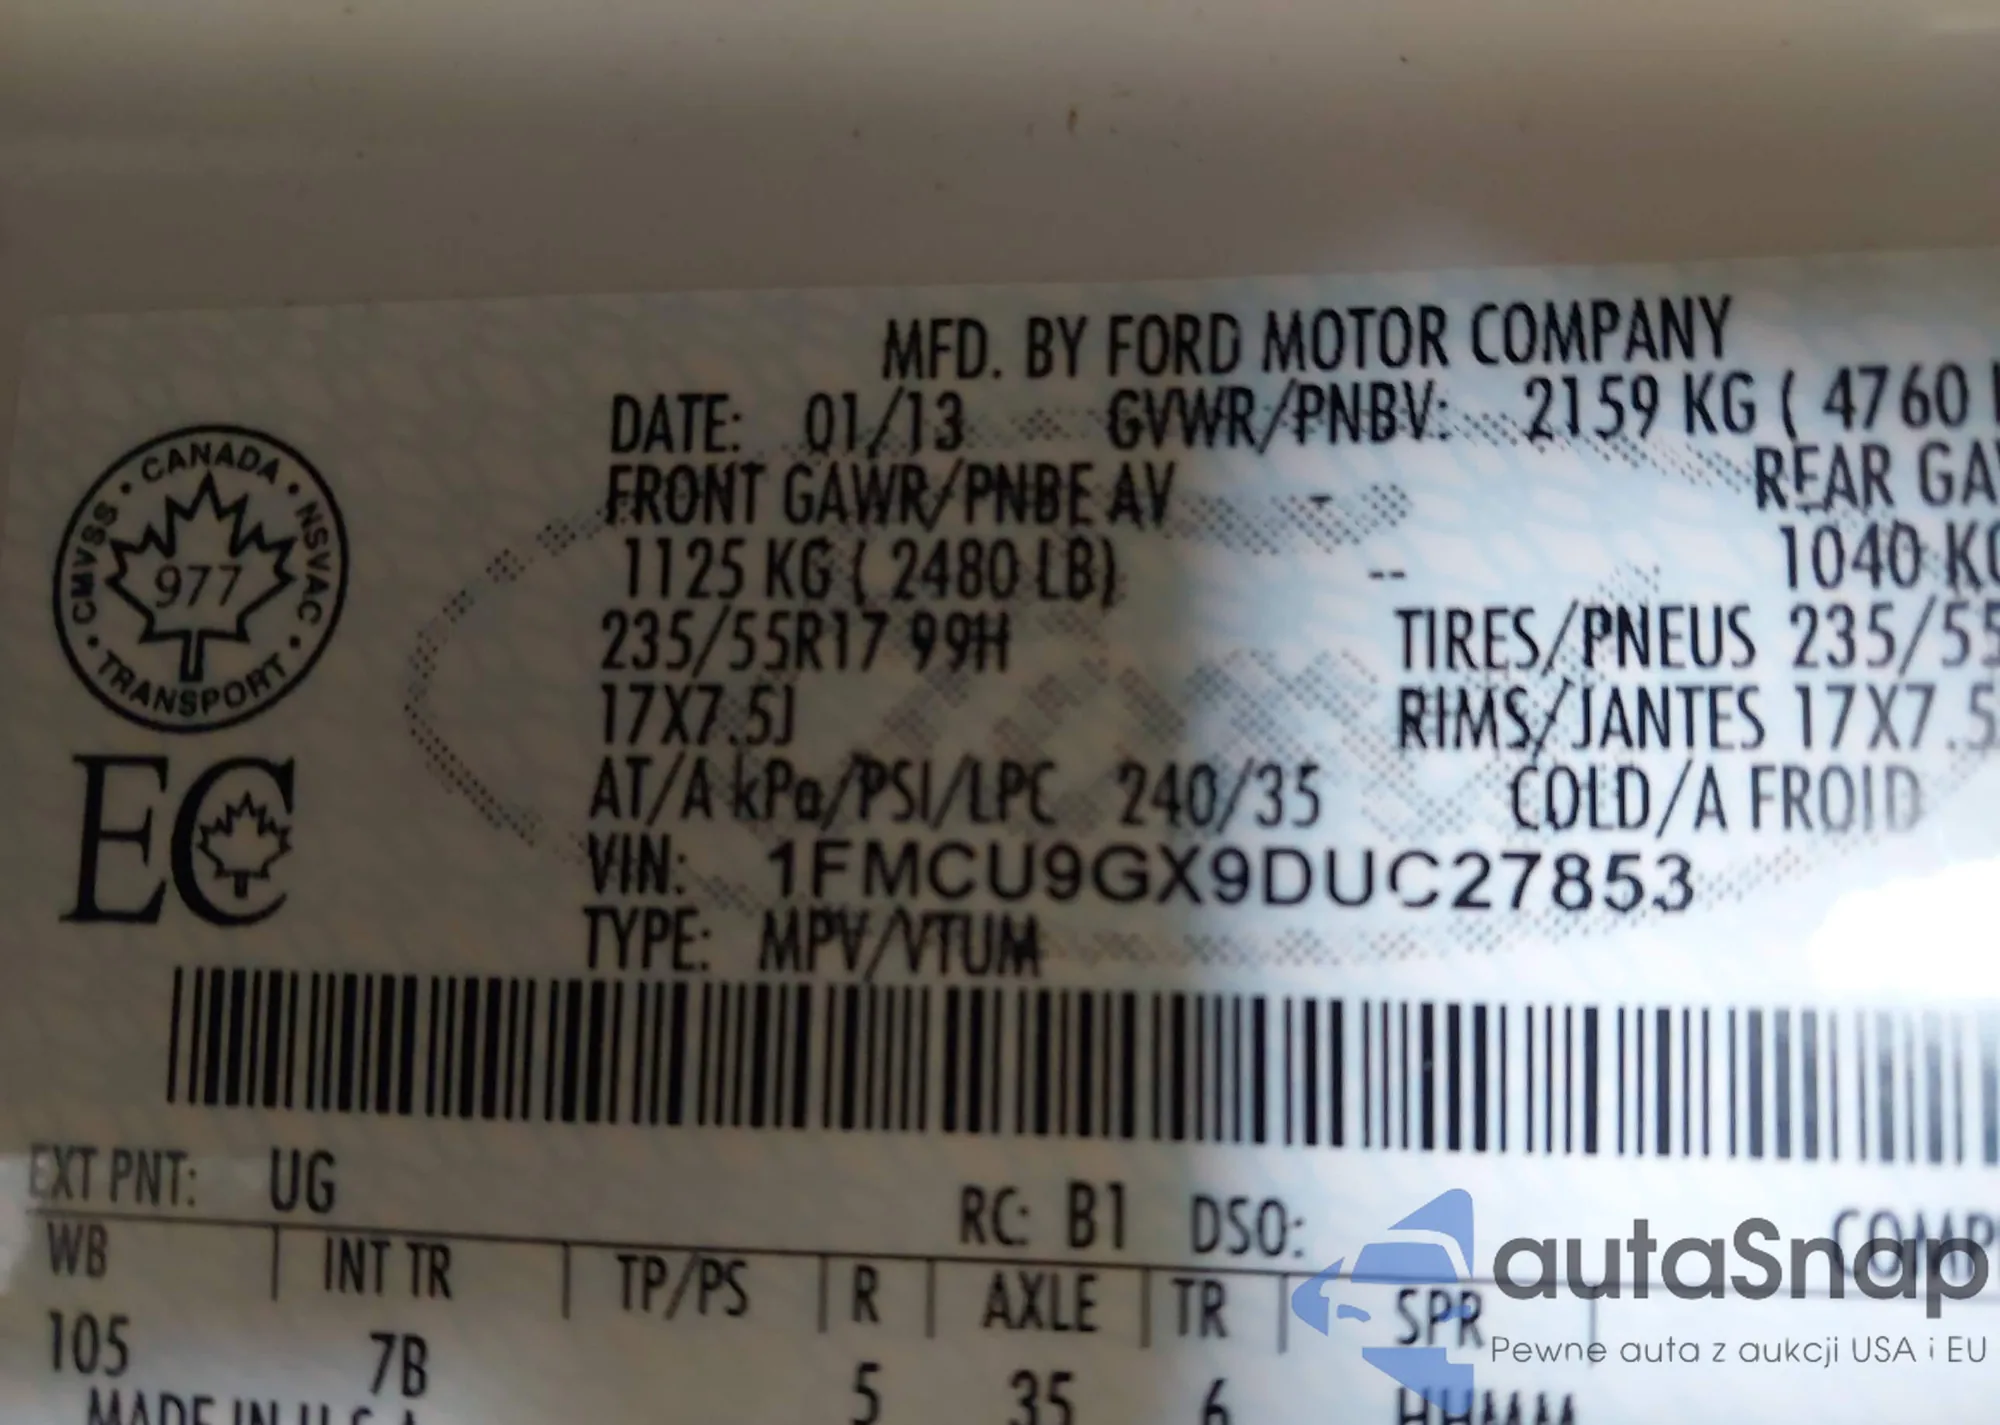 MFD. BY FORD MOTOR COMPANY
DATE: 01/13 GVWR/PNBV: 2159 KG ( 4760
FRONT GAWR/PNBE AV - REAR GA
1125 KG ( 2480 LB) -- 1040 KG
235/55R17 99H TIRES/PNEUS 235/55
17X7.5J RIMS/JANTES 17X7.5
AT/A kPa/PSI/LPC 240/35 COLD/A FROID
VIN: 1FMCU9GX9DUC27853
TYPE: MPV/VTUM
CANADA · NSVAC · TRANSPORT · CMVSS ·
977
EC
EXT PNT: UG RC: B1 DSO:
WB INT TR TP/PS R AXLE TR SPR
105 7B 5 35 6
MADE IN U.S.A.
autaSnap
Pewne auta z aukcji USA i EU